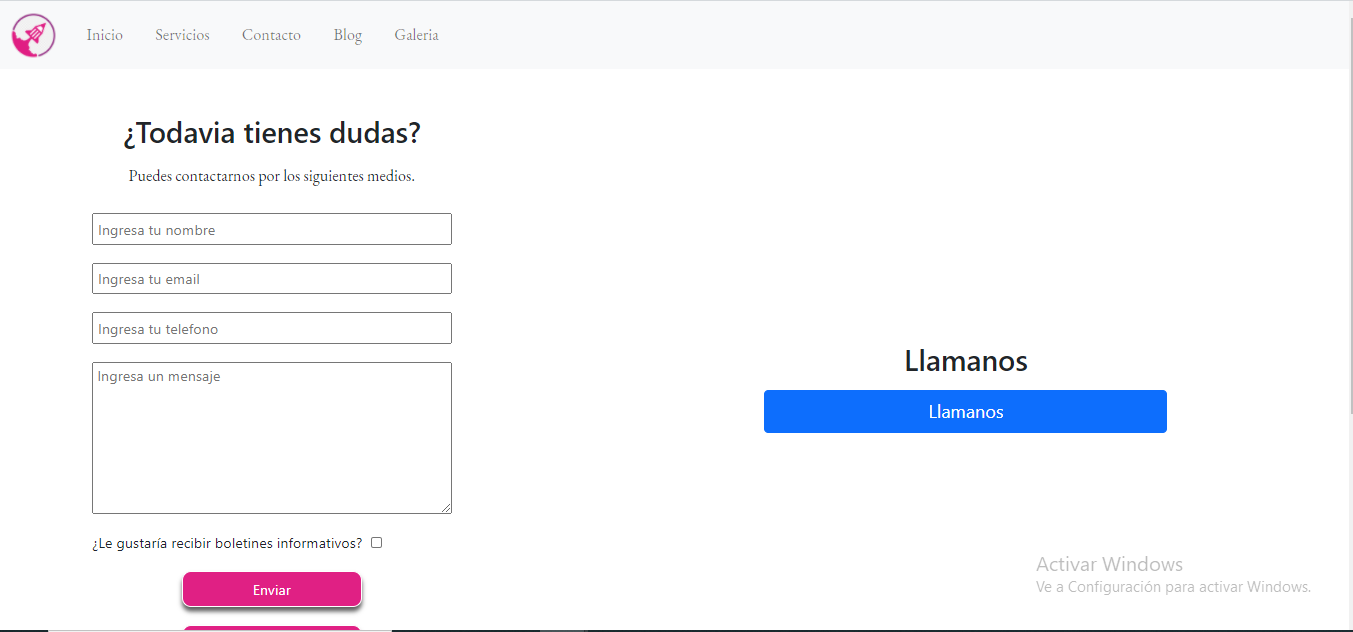 Inicio Servicios Contacto Blog Galeria
¿Todavia tienes dudas?
Puedes contactarnos por los siguientes medios.
Ingresa tu nombre
Ingresa tu email
Ingresa tu telefono
Ingresa un mensaje
¿Le gustaría recibir boletines informativos?
Enviar
Llamanos
Llamanos
Activar Windows
Ve a Configuración para activar Windows.